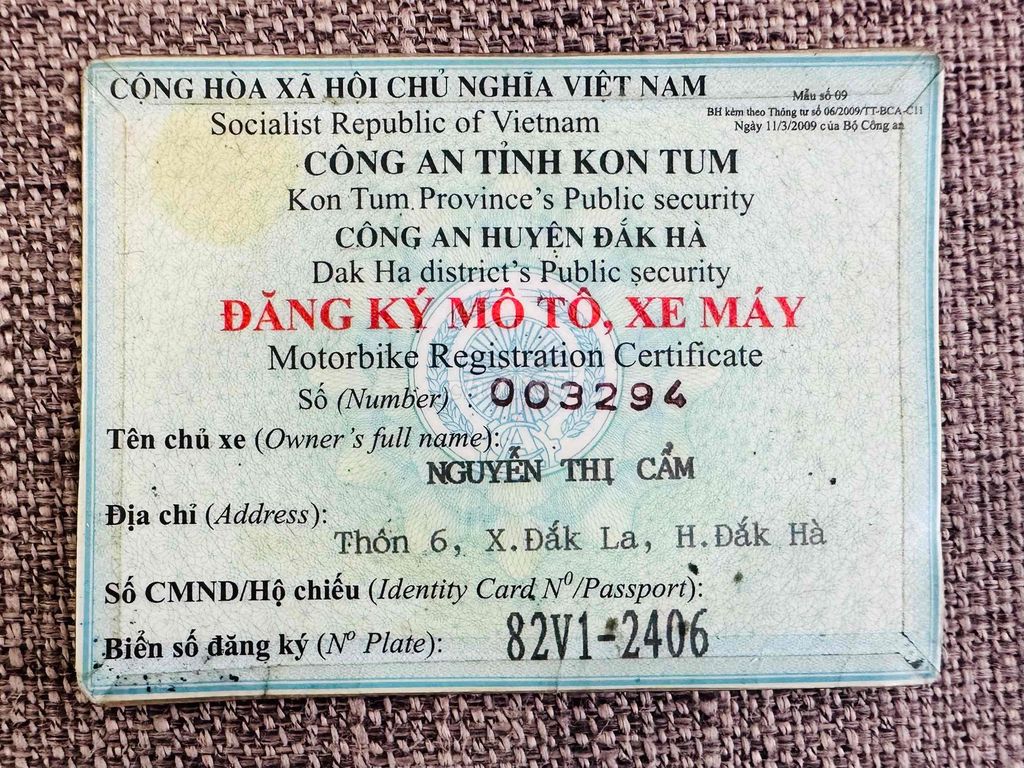 CỘNG HÒA XÃ HÔI CHỦ NGHĨA VIỆT NAM
Mẫu số 09
BH kèm theo Thông tư số 06/2009/TT-BCA-C11
Ngày 11/3/2009 của Bộ Công an
Socialist Republic of Vietnam
CÔNG AN TỈNH KON TUM
Kon Tum Province's Public security
CÔNG AN HUYỆN ĐẮK HÀ
Dak Ha district's Public security
ĐĂNG KÝ MÔ TÔ, XE MÁY
Motorbike Registration Certificate
Số (Number) : 003294
Tên chủ xe (Owner's full name):
NGUYỄN THỊ CẨM
Địa chỉ (Address):
Thôn 6, X.Đắk La, H.Đắk Hà
Số CMND/Hộ chiếu (Identity Card N⁰/Passport):
Biển số đăng ký (Nº Plate): 82V1-2406